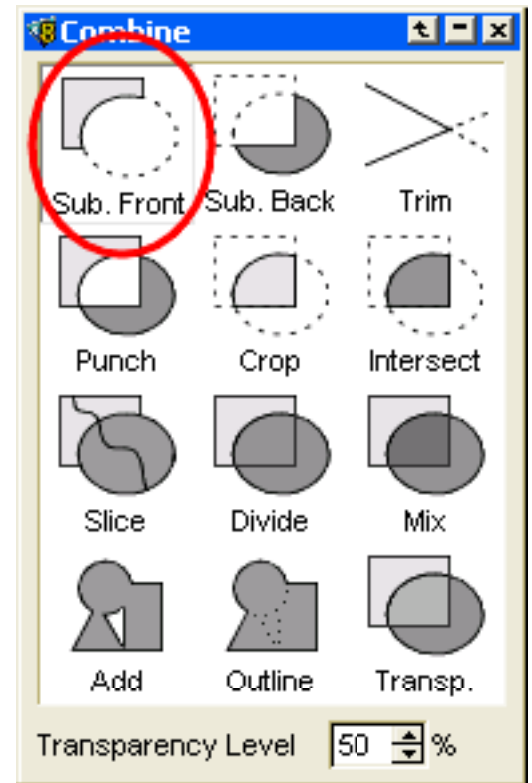 Combine
Sub. Front Sub. Back Trim
Punch Crop Intersect
Slice Divide Mix
Add Outline Transp.
Transparency Level 50 %